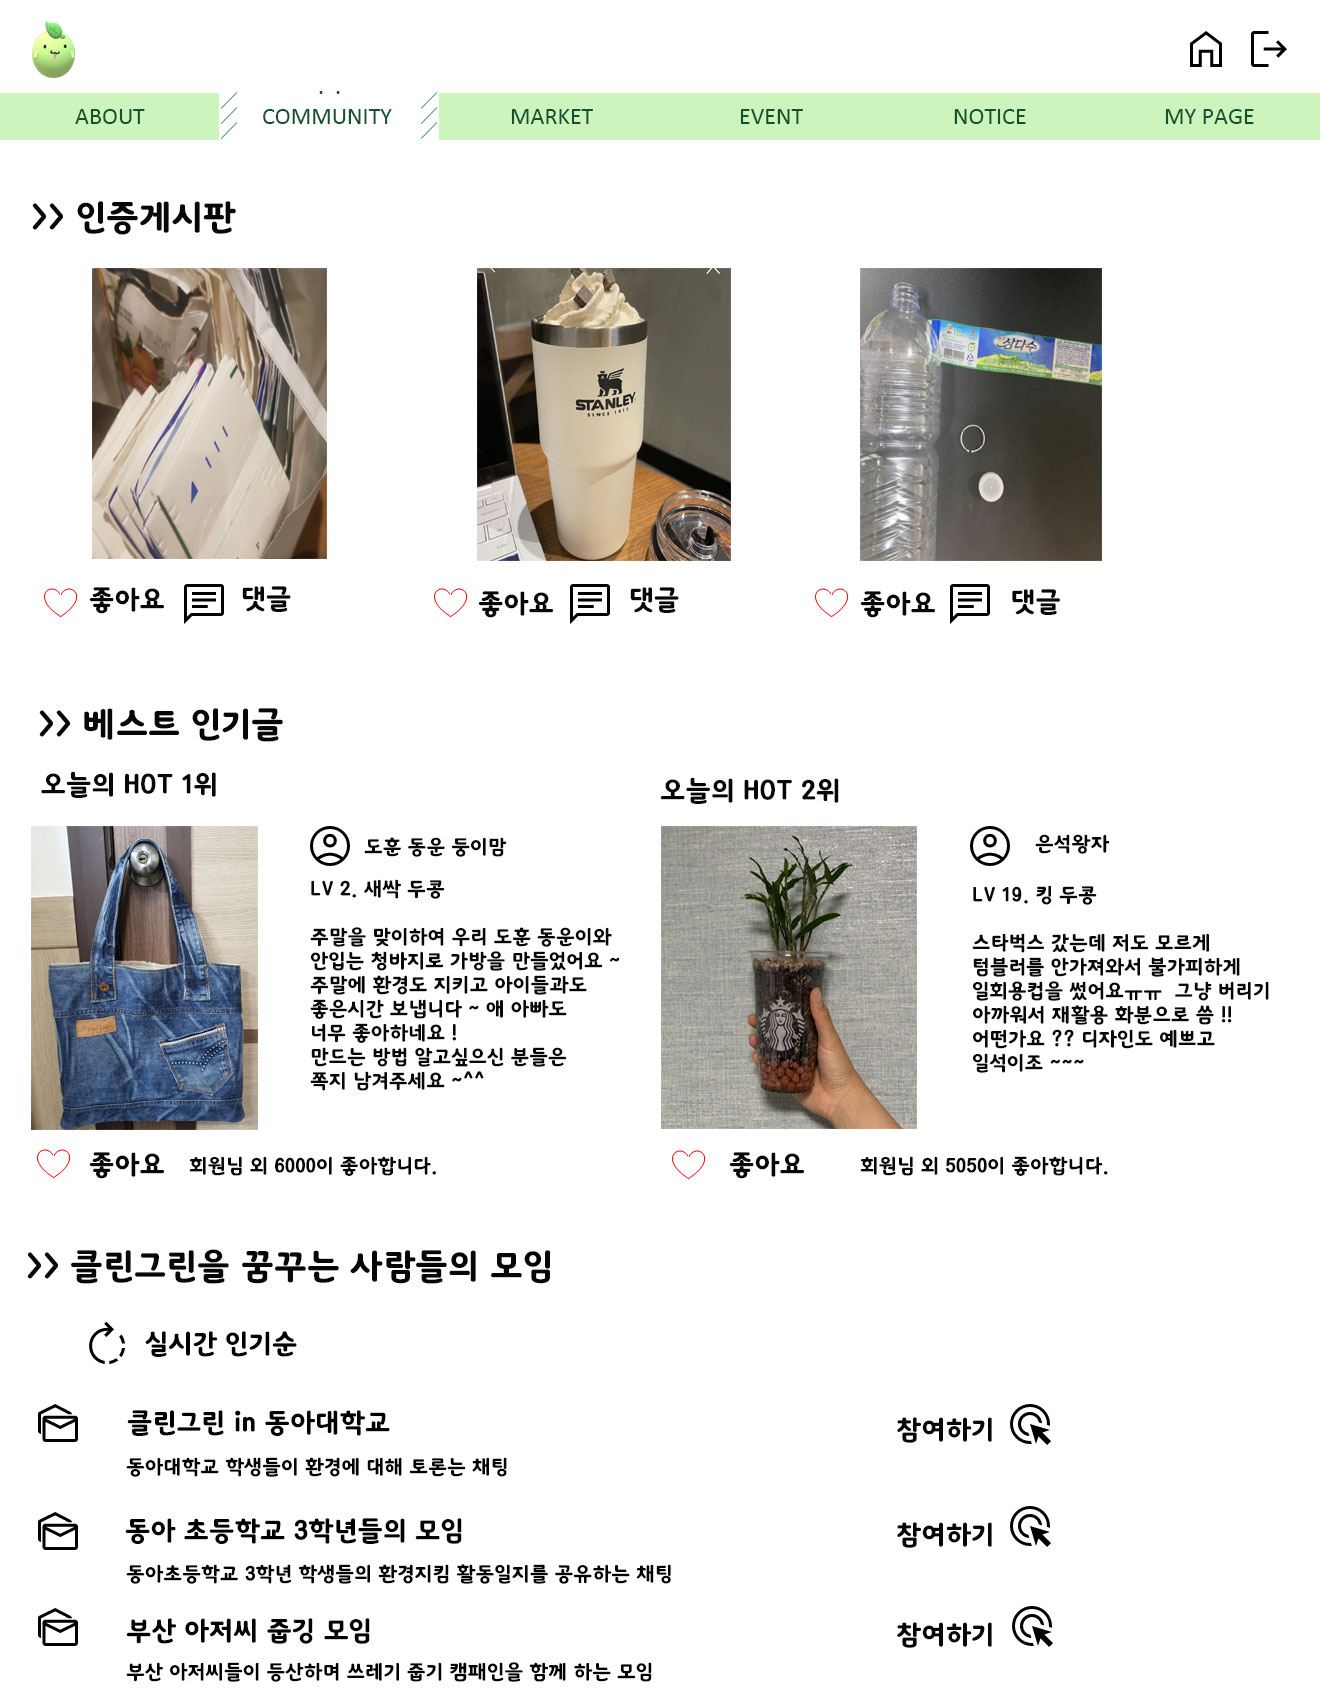 ABOUT
COMMUNITY
MARKET
EVENT
NOTICE
MY PAGE
>> 인증게시판
STANLEY
SINCE 1913
삼다수
좋아요 댓글
좋아요 댓글
좋아요 댓글
>> 베스트 인기글
오늘의 HOT 1위
도훈 동운 둥이맘
LV 2. 새싹 두콩
주말을 맞이하여 우리 도훈 동운이와
안입는 청바지로 가방을 만들었어요 ~
주말에 환경도 지키고 아이들과도
좋은시간 보냅니다 ~ 애 아빠도
너무 좋아하네요 !
만드는 방법 알고싶으신 분들은
쪽지 남겨주세요 ~^^
좋아요 회원님 외 6000이 좋아합니다.
오늘의 HOT 2위
은석왕자
LV 19. 킹 두콩
스타벅스 갔는데 저도 모르게
텀블러를 안가져와서 불가피하게
일회용컵을 썼어요ㅠㅠ 그냥 버리기
아까워서 재활용 화분으로 씀 !!
어떤가요 ?? 디자인도 예쁘고
일석이조 ~~~
좋아요 회원님 외 5050이 좋아합니다.
>> 클린그린을 꿈꾸는 사람들의 모임
실시간 인기순
클린그린 in 동아대학교 참여하기
동아대학교 학생들이 환경에 대해 토론는 채팅
동아 초등학교 3학년들의 모임 참여하기
동아초등학교 3학년 학생들의 환경지킴 활동일지를 공유하는 채팅
부산 아저씨 줍깅 모임 참여하기
부산 아저씨들이 등산하며 쓰레기 줍기 캠패인을 함께 하는 모임